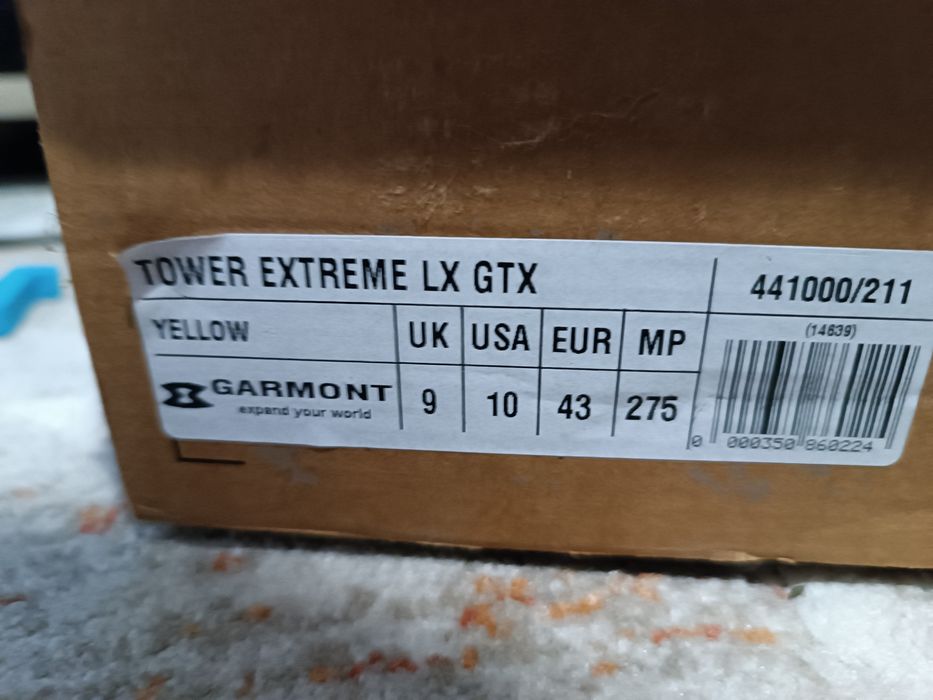 TOWER EXTREME LX GTX
441000/211
YELLOW
UK USA EUR MP
(14639)
GARMONT
expand your world
9 10 43 275
0 000350 860224